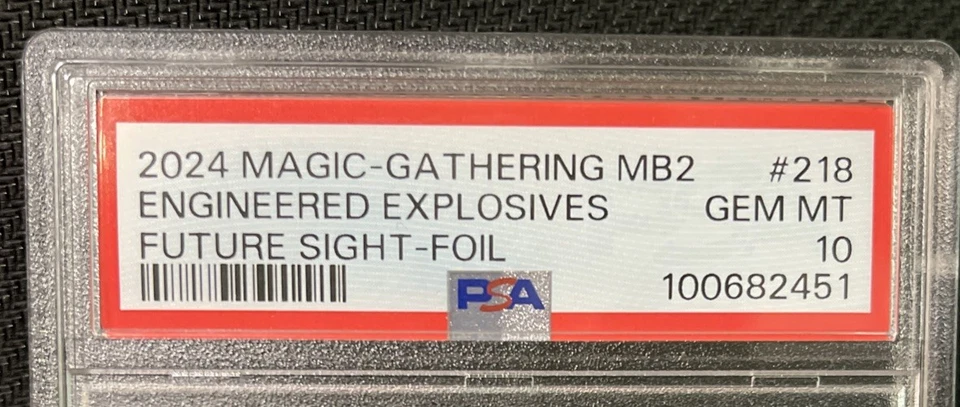 2024 MAGIC-GATHERING MB2 #218
ENGINEERED EXPLOSIVES GEM MT
FUTURE SIGHT-FOIL 10
PSA 100682451